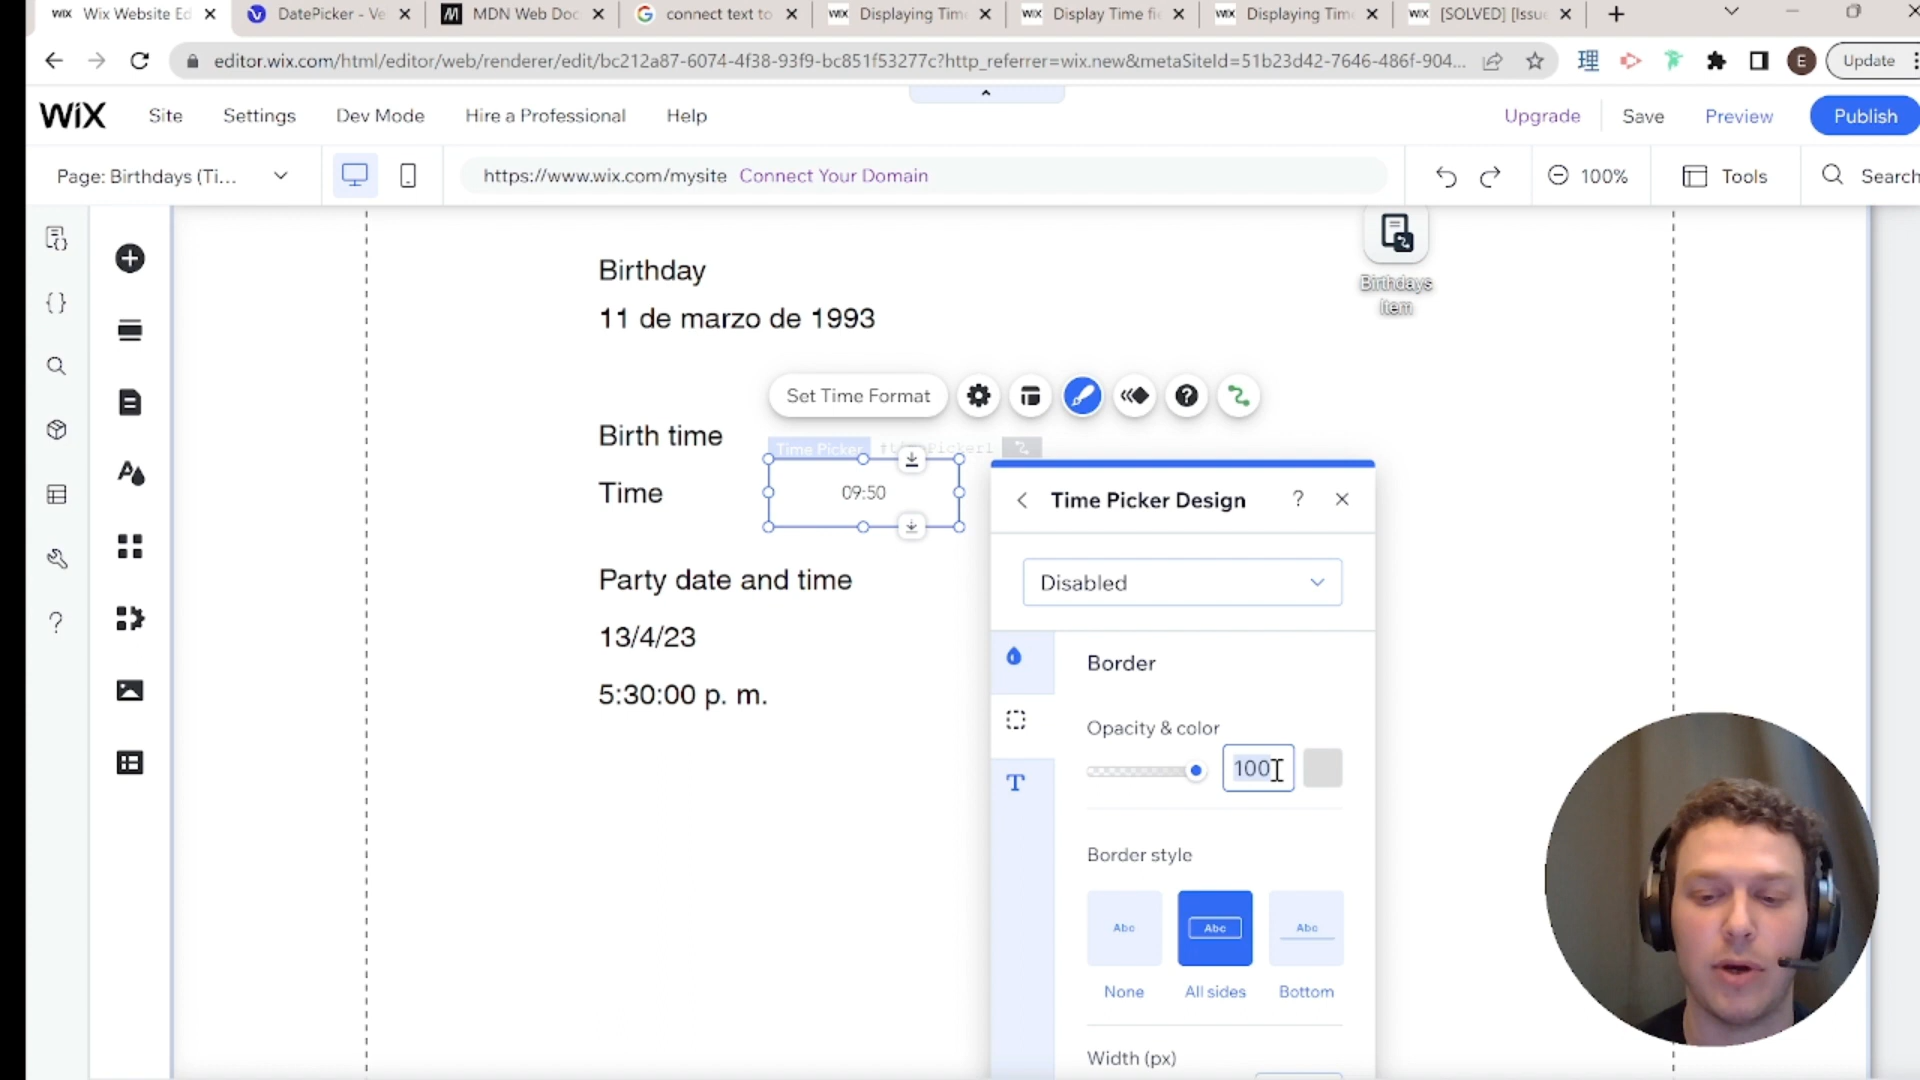 WiX Wix Website Ed
DatePicker - Ve
MDN Web Doc
connect text to
WiX Displaying Tim
WiX Display Time fi
WiX Displaying Tim
WiX [SOLVED] [Issu
editor.wix.com/html/editor/web/renderer/edit/bc212a87-6074-4f38-93f9-bc851f53277c?http_referrer=wix.new&metaSiteId=51b23d42-7646-486f-904...
理
E
Update
WiX
Site
Settings
Dev Mode
Hire a Professional
Help
Upgrade
Save
Preview
Publish
Page: Birthdays (Ti...
https://www.wix.com/mysite Connect Your Domain
100%
Tools
Search
Birthday
11 de marzo de 1993
Birthdays
item
Set Time Format
Birth time
Time Picker
Time
09:50
Party date and time
13/4/23
5:30:00 p. m.
Time Picker Design
?
Disabled
Border
Opacity & color
100
Border style
Abc
Abc
Abc
None
All sides
Bottom
Width (px)